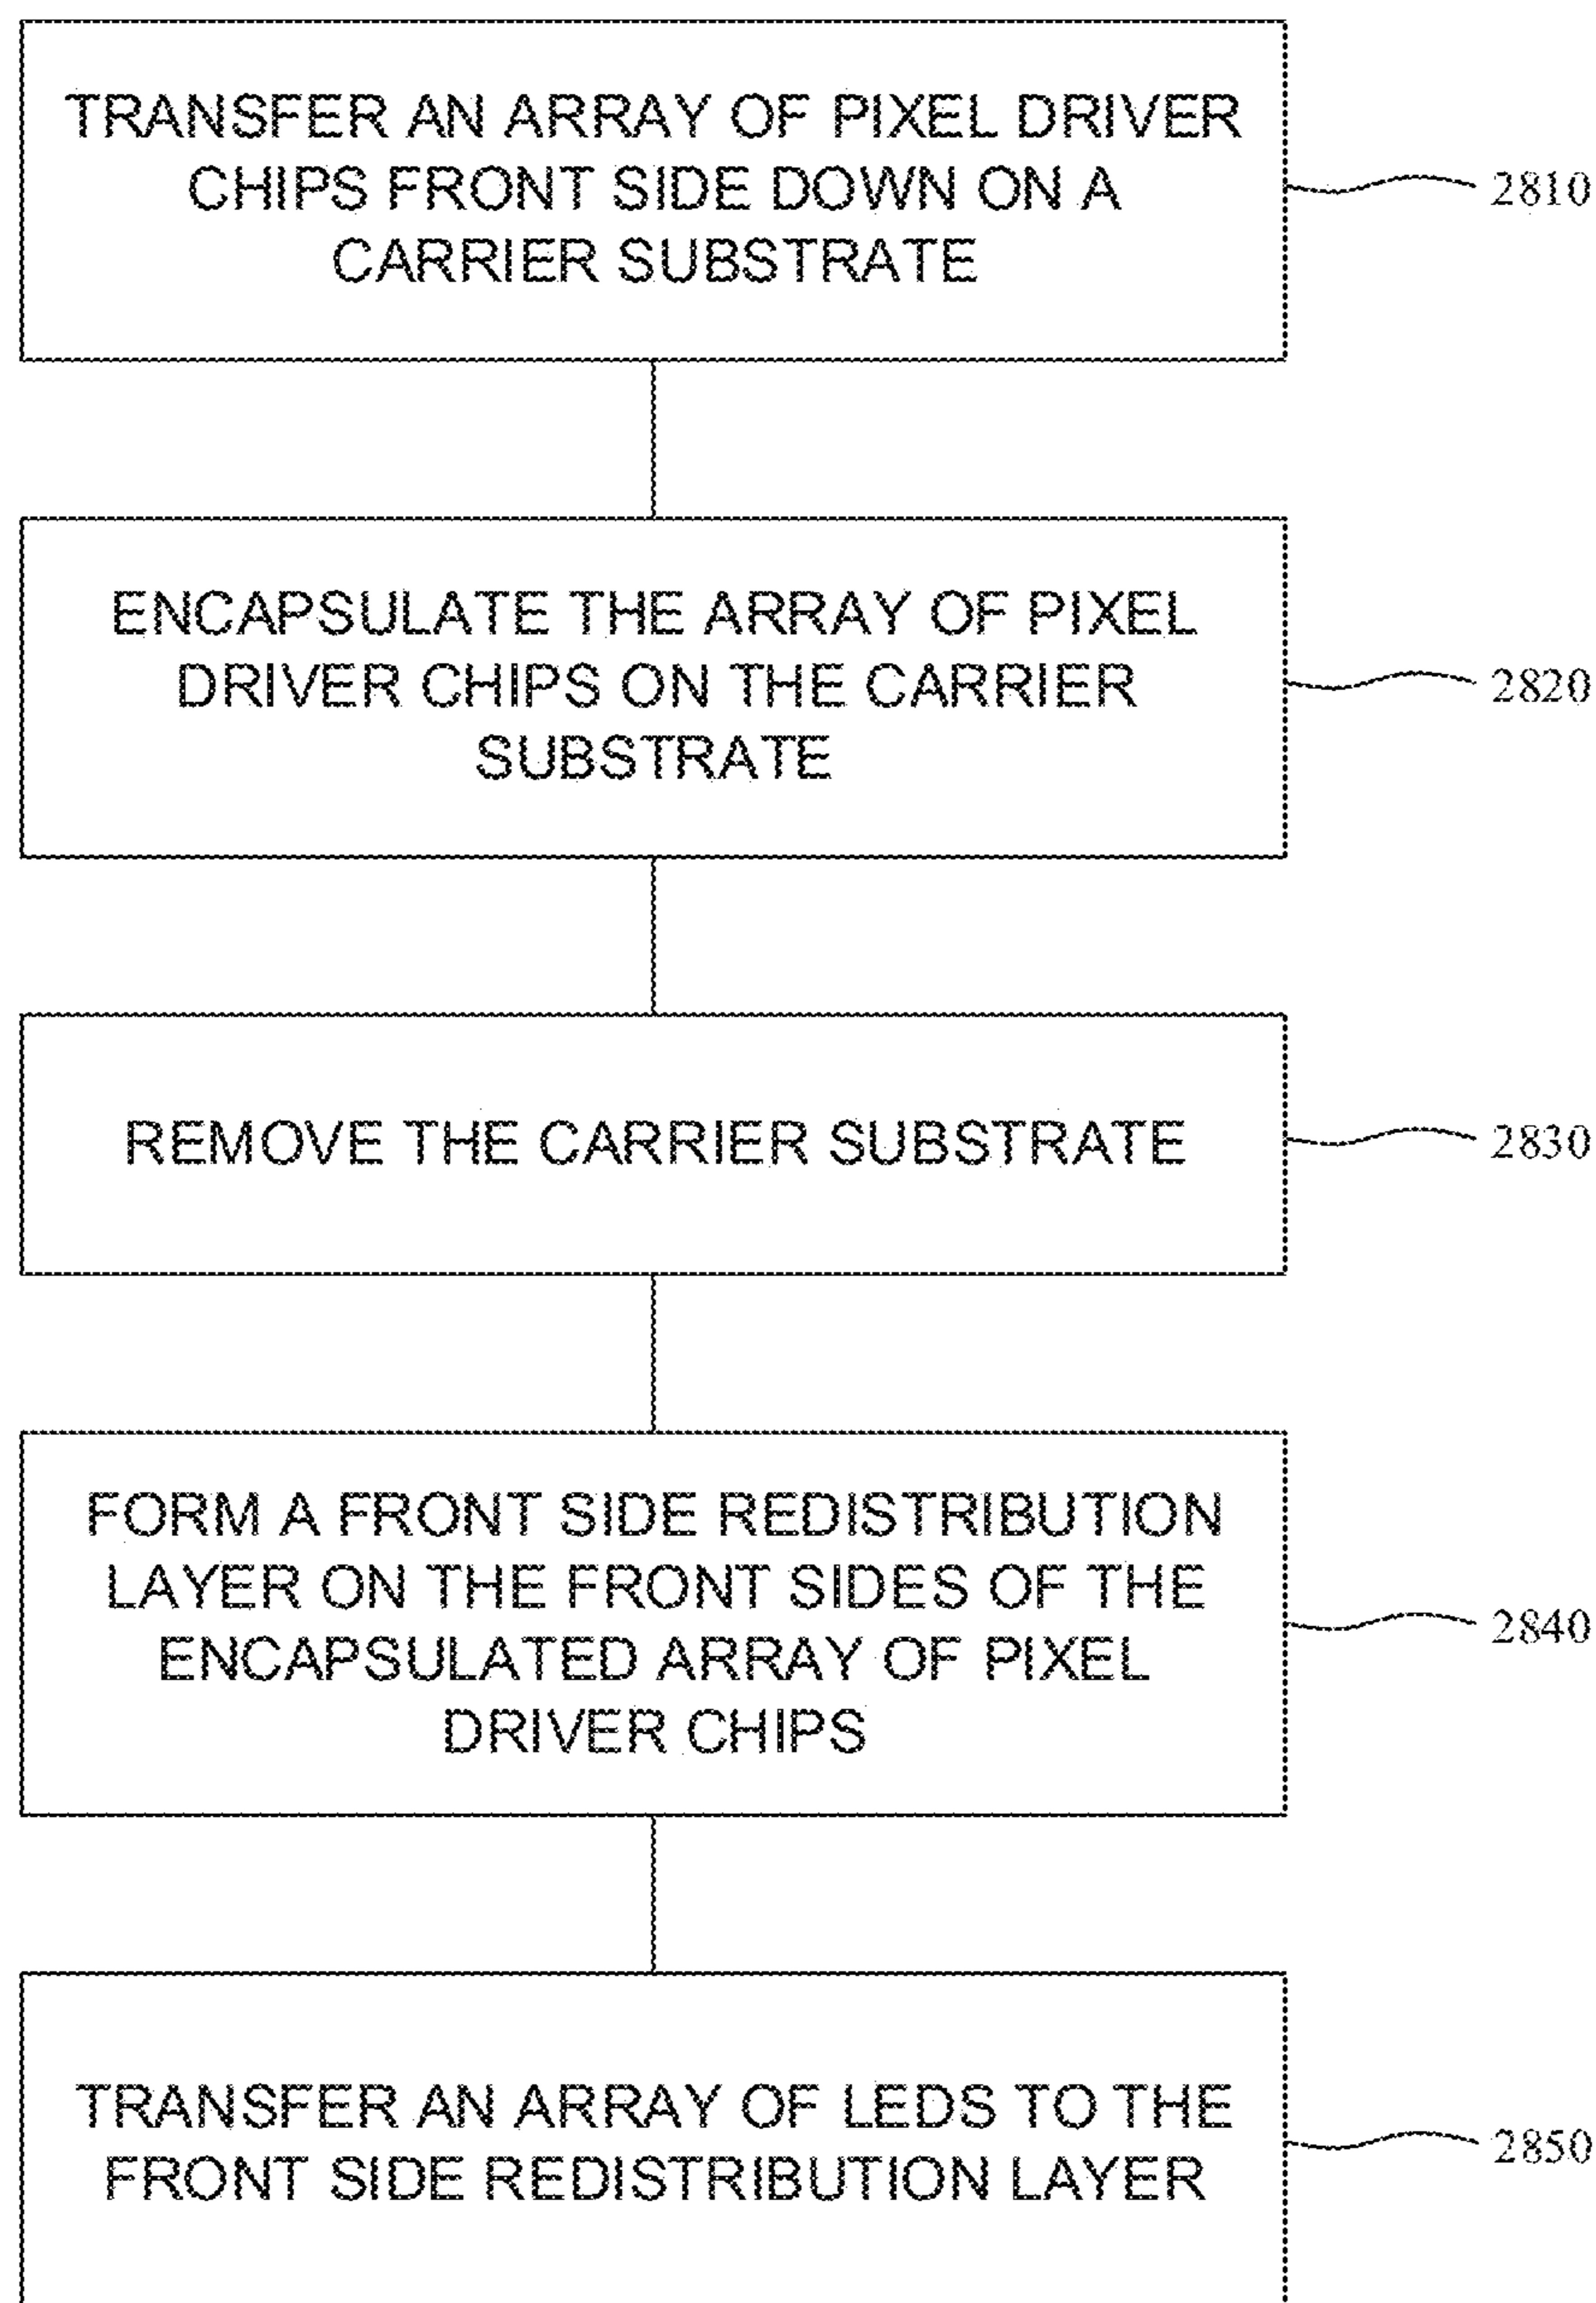 TRANSFER AN ARRAY OF PIXEL DRIVER
CHIPS FRONT SIDE DOWN ON A
CARRIER SUBSTRATE
2810
ENCAPSULATE THE ARRAY OF PIXEL
DRIVER CHIPS ON THE CARRIER
SUBSTRATE
2820
REMOVE THE CARRIER SUBSTRATE
2830
FORM A FRONT SIDE REDISTRIBUTION
LAYER ON THE FRONT SIDES OF THE
ENCAPSULATED ARRAY OF PIXEL
DRIVER CHIPS
2840
TRANSFER AN ARRAY OF LEDS TO THE
FRONT SIDE REDISTRIBUTION LAYER
2850